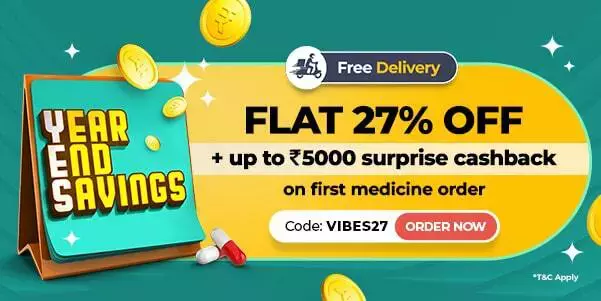 YEAR
END
SAVINGS
Free Delivery
FLAT 27% OFF
+ up to ₹5000 surprise cashback
on first medicine order
Code: VIBES27 ORDER NOW
*T&C Apply